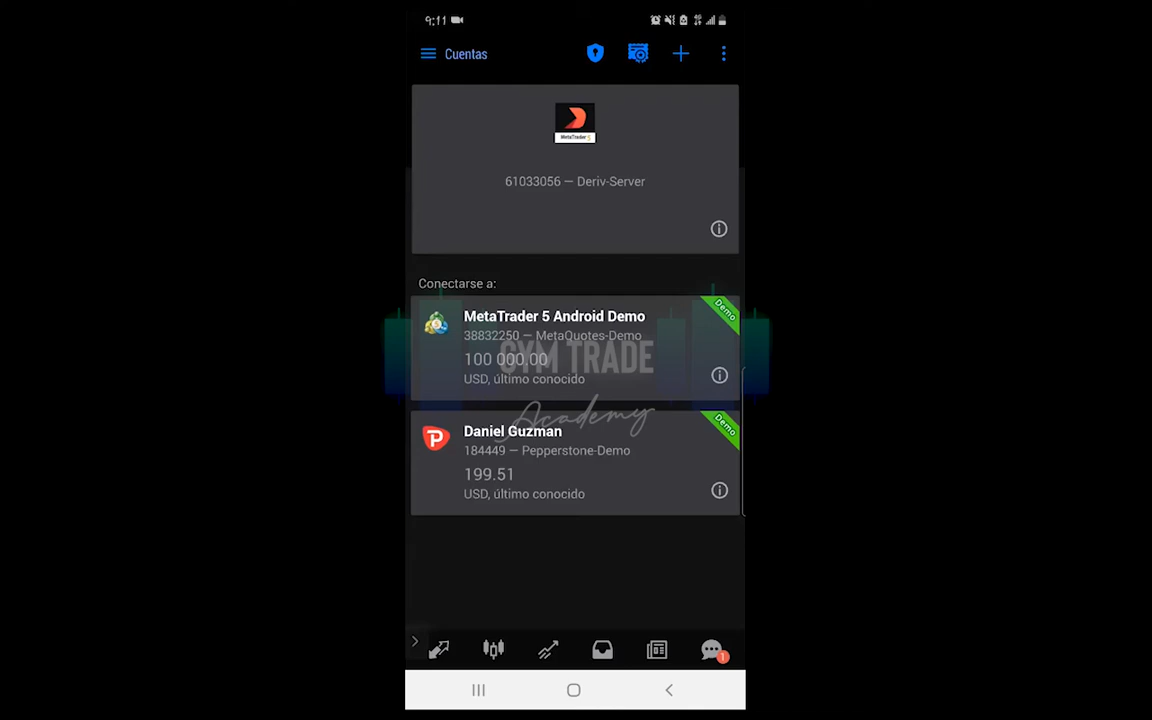 9:11
Cuentas
MetaTrader 5
61033056 — Deriv-Server
Conectarse a:
MetaTrader 5 Android Demo
Demo
38832250 — MetaQuotes-Demo
100 000.00
GYM TRADE
USD, último conocido
Academy
Daniel Guzman
Demo
184449 — Pepperstone-Demo
199.51
USD, último conocido
1